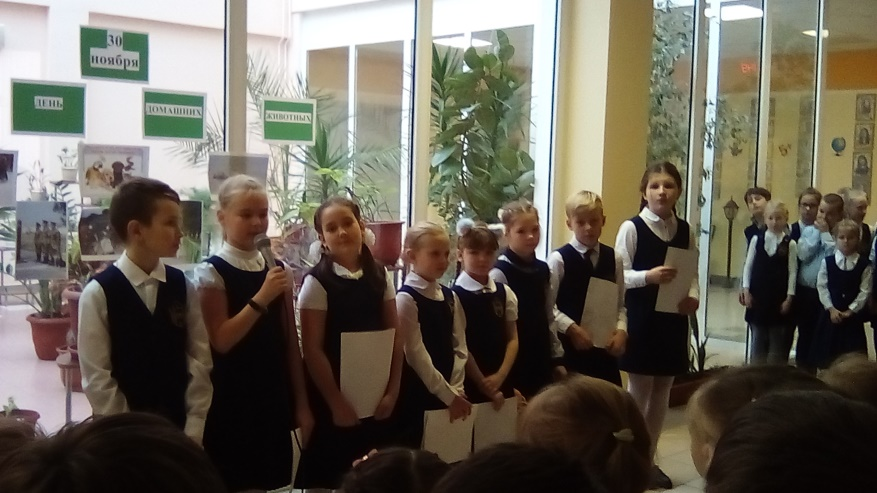 30
ноября
ДЕНЬ
ДОМАШНИХ
ЖИВОТНЫХ